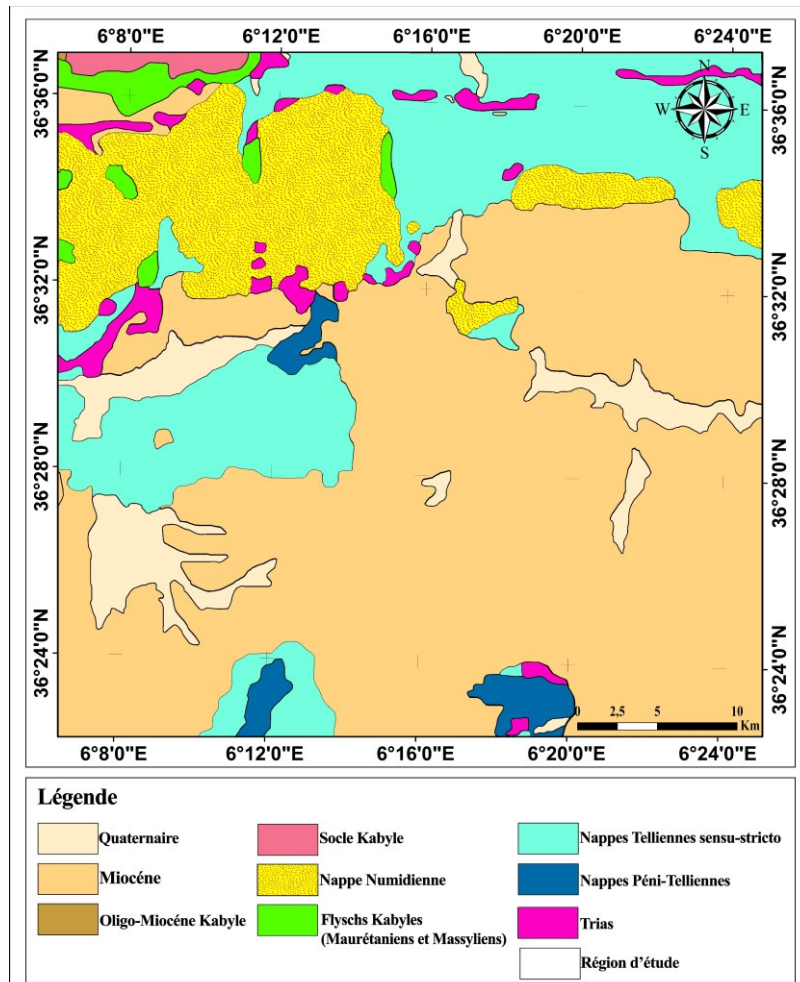 6°8'0"E 6°12'0"E 6°16'0"E 6°20'0"E 6°24'0"E
36°36'0"N
36°36'0"N
N
W E
S
36°32'0"N
36°32'0"N
36°28'0"N
36°28'0"N
36°24'0"N
36°24'0"N
0 2,5 5 10
Km
6°8'0"E 6°12'0"E 6°16'0"E 6°20'0"E 6°24'0"E
Légende
Quaternaire
Miocéne
Oligo-Miocéne Kabyle
Socle Kabyle
Nappe Numidienne
Flyschs Kabyles
(Maurétaniens et Massyliens)
Nappes Telliennes sensu-stricto
Nappes Péni-Telliennes
Trias
Région d'étude